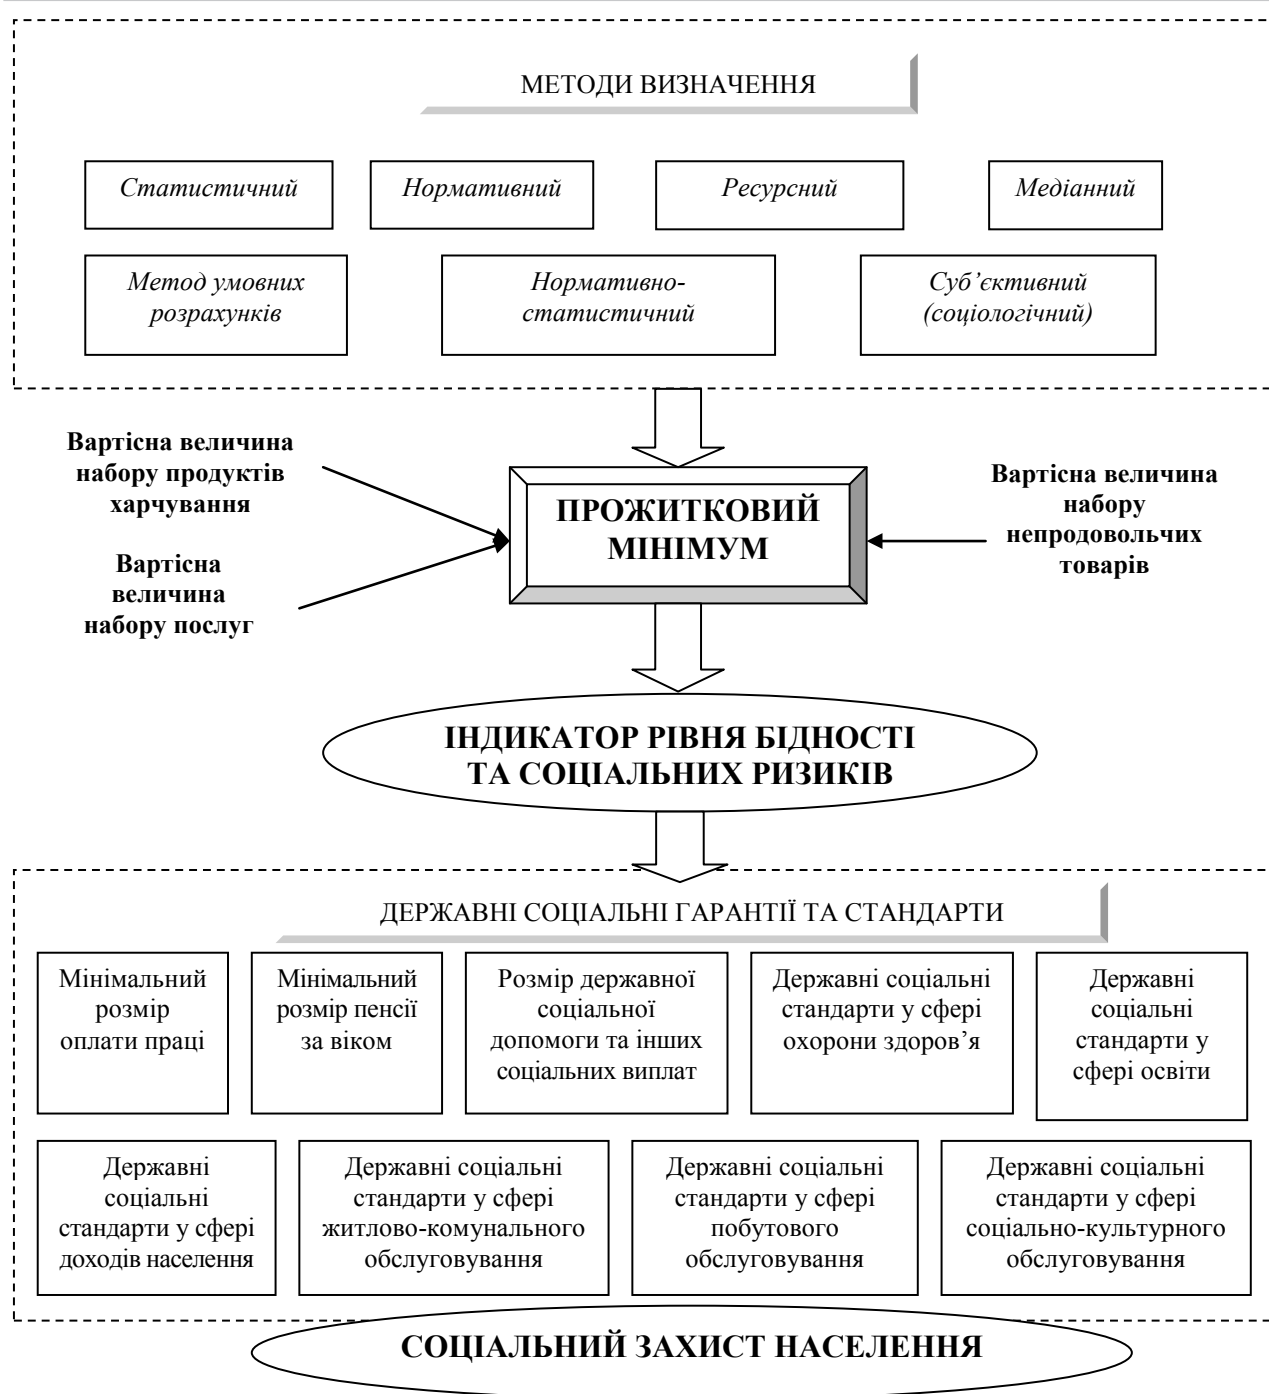 МЕТОДИ ВИЗНАЧЕННЯ
Статистичний
Нормативний
Ресурсний
Медіанний
Метод умовних
розрахунків
Нормативно-
статистичний
Суб’єктивний
(соціологічний)
Вартісна величина
набору продуктів
харчування
Вартісна
величина
набору послуг
ПРОЖИТКОВИЙ
МІНІМУМ
Вартісна величина
набору
непродовольчих
товарів
ІНДИКАТОР РІВНЯ БІДНОСТІ
ТА СОЦІАЛЬНИХ РИЗИКІВ
ДЕРЖАВНІ СОЦІАЛЬНІ ГАРАНТІЇ ТА СТАНДАРТИ
Мінімальний
розмір
оплати праці
Мінімальний
розмір пенсії
за віком
Розмір державної
соціальної
допомоги та інших
соціальних виплат
Державні соціальні
стандарти у сфері
охорони здоров’я
Державні
соціальні
стандарти у
сфері освіти
Державні
соціальні
стандарти у сфері
доходів населення
Державні соціальні
стандарти у сфері
житлово-комунального
обслуговування
Державні соціальні
стандарти у сфері
побутового
обслуговування
Державні соціальні
стандарти у сфері
соціально-культурного
обслуговування
СОЦІАЛЬНИЙ ЗАХИСТ НАСЕЛЕННЯ